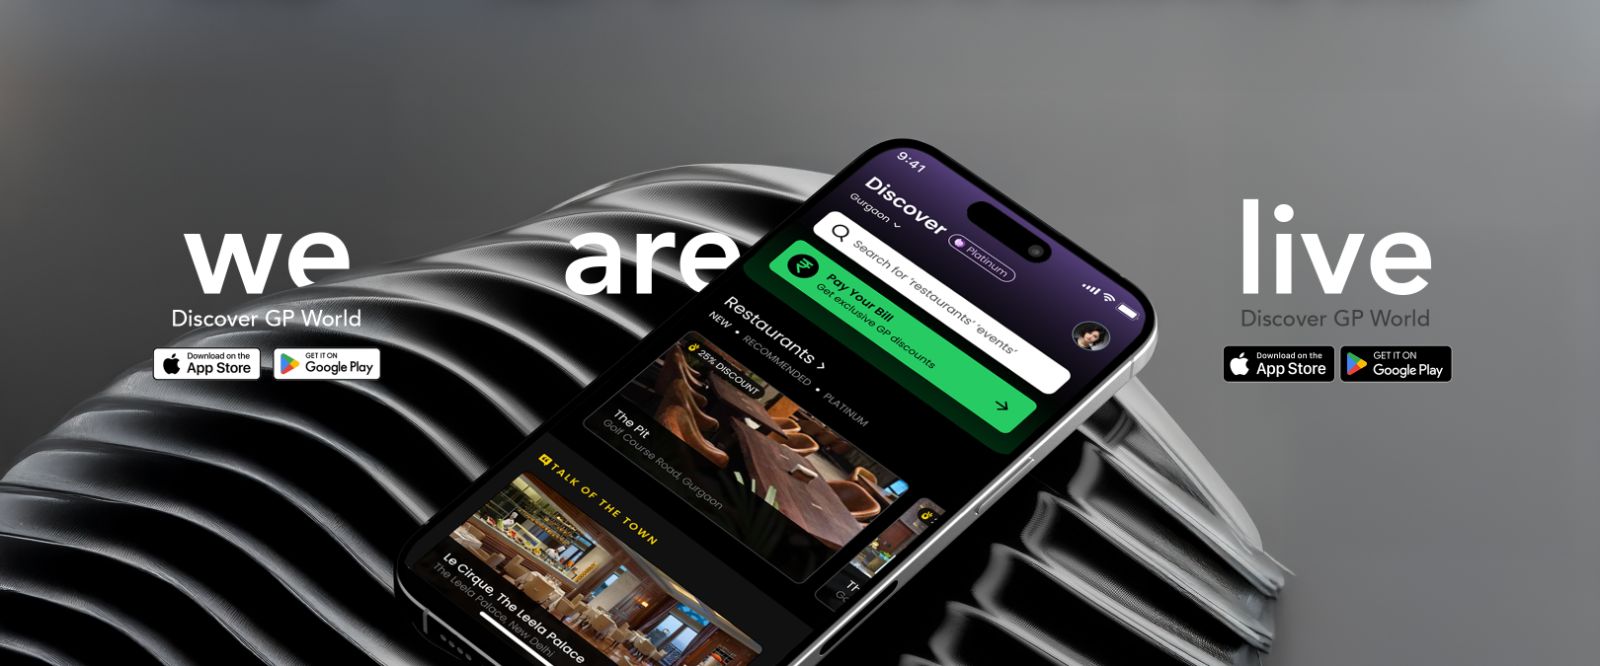 we are live
Discover GP World
Download on the
App Store
GET IT ON
Google Play
9:41
Discover
Gurgaon
Platinum
Search for 'restaurants' 'events'
Pay Your Bill
Get exclusive GP discounts
Restaurants
NEW • RECOMMENDED • PLATINUM
25% DISCOUNT
The Pit
Golf Course Road, Gurgaon
TALK OF THE TOWN
Le Cirque, The Leela Palace
The Leela Palace, New Delhi
Discover GP World
Download on the
App Store
GET IT ON
Google Play